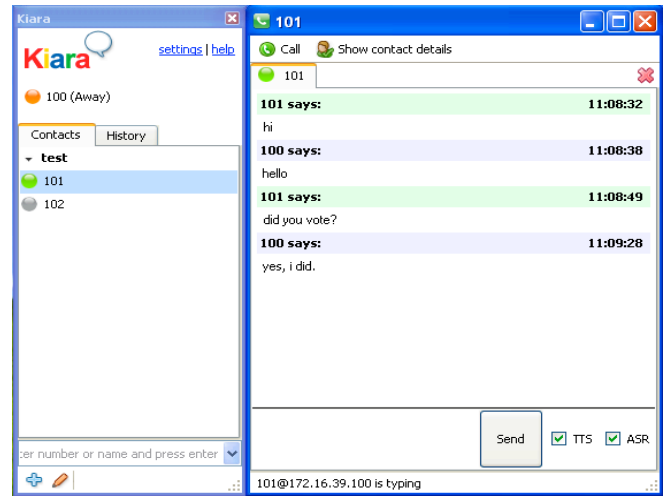 Kiara
Kiara
settings | help
100 (Away)
Contacts
History
test
101
102
ter number or name and press enter
101
Call
Show contact details
101
101 says: 11:08:32
hi
100 says: 11:08:38
hello
101 says: 11:08:49
did you vote?
100 says: 11:09:28
yes, i did.
Send
TTS
ASR
101@172.16.39.100 is typing